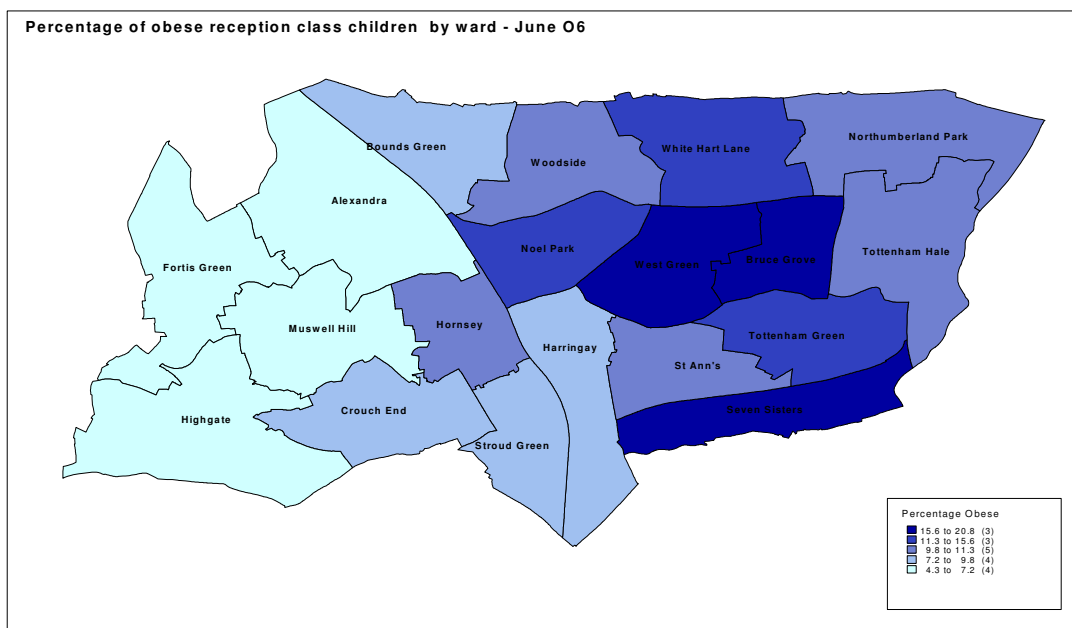 Percentage of obese reception class children by ward - June O6
Bounds Green
Woodside
White Hart Lane
Northumberland Park
Alexandra
Noel Park
West Green
Bruce Grove
Tottenham Hale
Fortis Green
Muswell Hill
Hornsey
Harringay
Tottenham Green
St Ann's
Highgate
Crouch End
Seven Sisters
Stroud Green
Percentage Obese
15.6 to 20.8 (3)
11.3 to 15.6 (3)
9.8 to 11.3 (5)
7.2 to 9.8 (4)
4.3 to 7.2 (4)